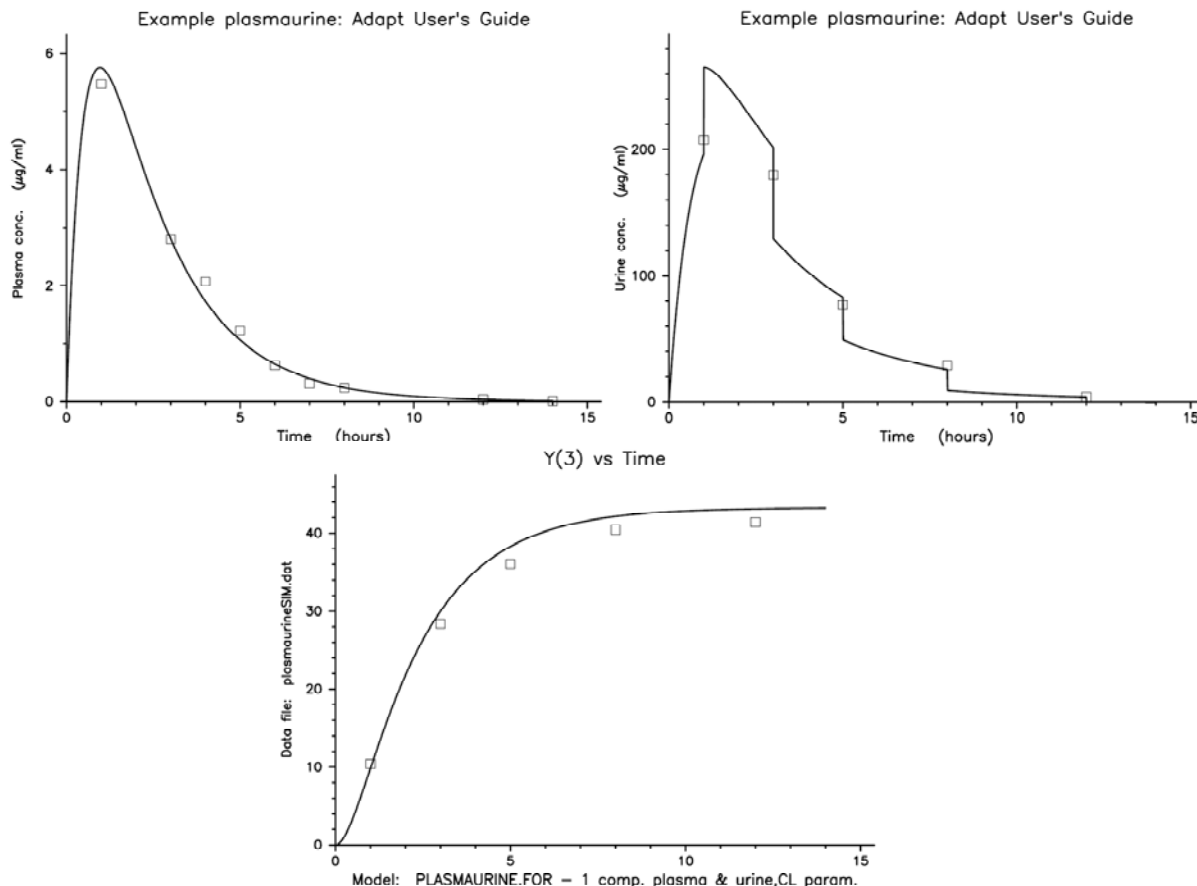 Example plasmaurine: Adapt User's Guide
6
4
2
0
Plasma conc. (µg/ml)
0 5 10 15
Time (hours)
Example plasmaurine: Adapt User's Guide
200
100
0
Urine conc. (µg/ml)
0 5 10 15
Time (hours)
Y(3) vs Time
40
30
20
10
0
Data file: plasmaurineSIM.dat
0 5 10 15
Model: PLASMAURINE.FOR - 1 comp. plasma & urine,CL param.